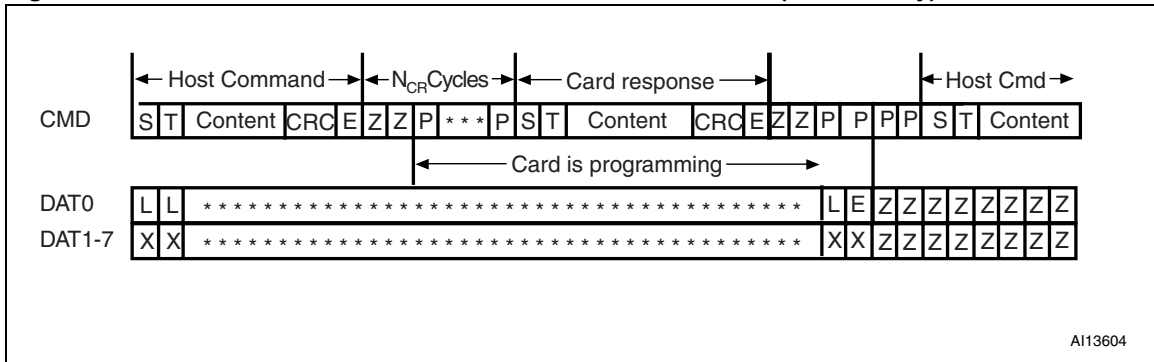 Host Command N_CR Cycles Card response Host Cmd
CMD S T Content CRC E Z Z P * * * P S T Content CRC E Z Z P P P P S T Content
Card is programming
DAT0 L L * * * * * * * * * * * * * * * * * * * * * * * * * * * * * * * * * * * * * * * * L E Z Z Z Z Z Z Z Z
DAT1-7 X X * * * * * * * * * * * * * * * * * * * * * * * * * * * * * * * * * * * * * * * * X X Z Z Z Z Z Z Z Z
AI13604